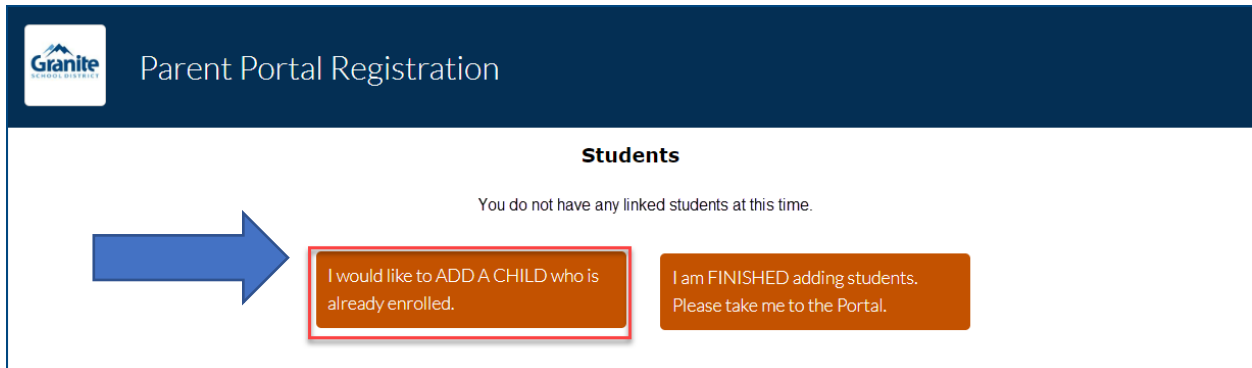 Granite
SCHOOL DISTRICT
Parent Portal Registration
Students
You do not have any linked students at this time.
I would like to ADD A CHILD who is
already enrolled.
I am FINISHED adding students.
Please take me to the Portal.